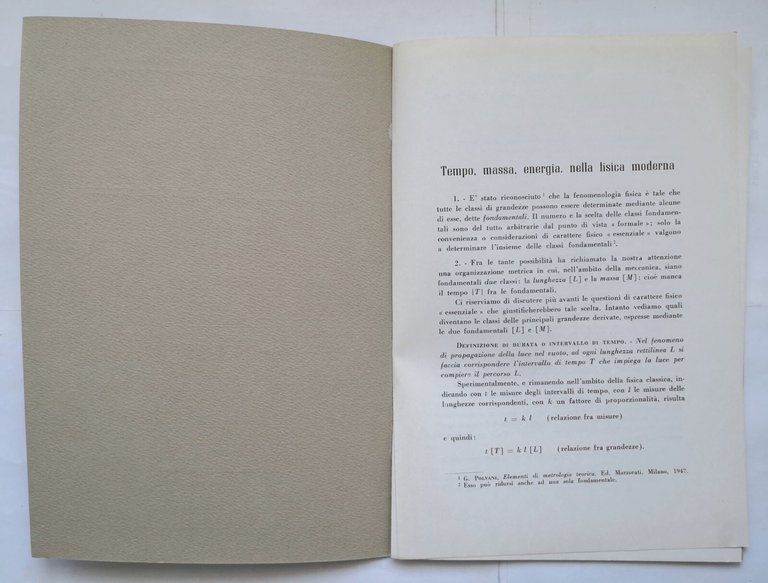 Tempo, massa, energia, nella fisica moderna
1. - E' stato riconosciuto ¹ che la fenomenologia fisica è tale che
tutte le classi di grandezze possono essere determinate mediante alcune
di esse, dette fondamentali. Il numero e la scelta delle classi fondamen-
tali sono del tutto arbitrarie dal punto di vista « formale »; solo la
convenienza o considerazioni di carattere fisico « essenziale » valgono
a determinare l'insieme delle classi fondamentali ².
2. - Fra le tante possibilità ha richiamato la nostra attenzione
una organizzazione metrica in cui, nell'ambito della meccanica, siano
fondamentali due classi: la lunghezza [L] e la massa [M]: cioè manca
il tempo [T] fra le fondamentali.
Ci riserviamo di discutere più avanti le questioni di carattere fisico
« essenziale » che giustificherebbero tale scelta. Intanto vediamo quali
diventano le classi delle principali grandezze derivate, espresse mediante
le due fondamentali [L] e [M].
DEFINIZIONE DI DURATA O INTERVALLO DI TEMPO. - Nel fenomeno
di propagazione della luce nel vuoto, ad ogni lunghezza rettilinea L si
faccia corrispondere l'intervallo di tempo T che impiega la luce per
compiere il percorso L.
Sperimentalmente, e rimanendo nell'ambito della fisica classica, in-
dicando con t le misure degli intervalli di tempo, con l le misure delle
lunghezze corrispondenti, con k un fattore di proporzionalità, risulta
t = k l (relazione fra misure)
e quindi:
t [T] = k l [L] (relazione fra grandezze).
¹ G. POLVANI, Elementi di metrologia teorica, Ed. Marzorati, Milano, 1947.
² Esso può ridursi anche ad una sola fondamentale.